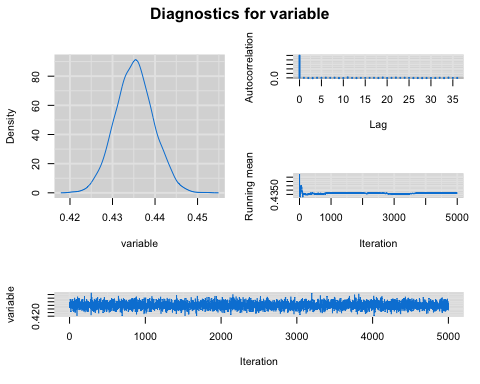 Diagnostics for variable
Density
0 20 40 60 80
0.42 0.43 0.44 0.45
variable
Autocorrelation
0.0
0 5 10 15 20 25 30 35
Lag
Running mean
0.4350
0 1000 3000 5000
Iteration
variable
0.420
0 1000 2000 3000 4000 5000
Iteration